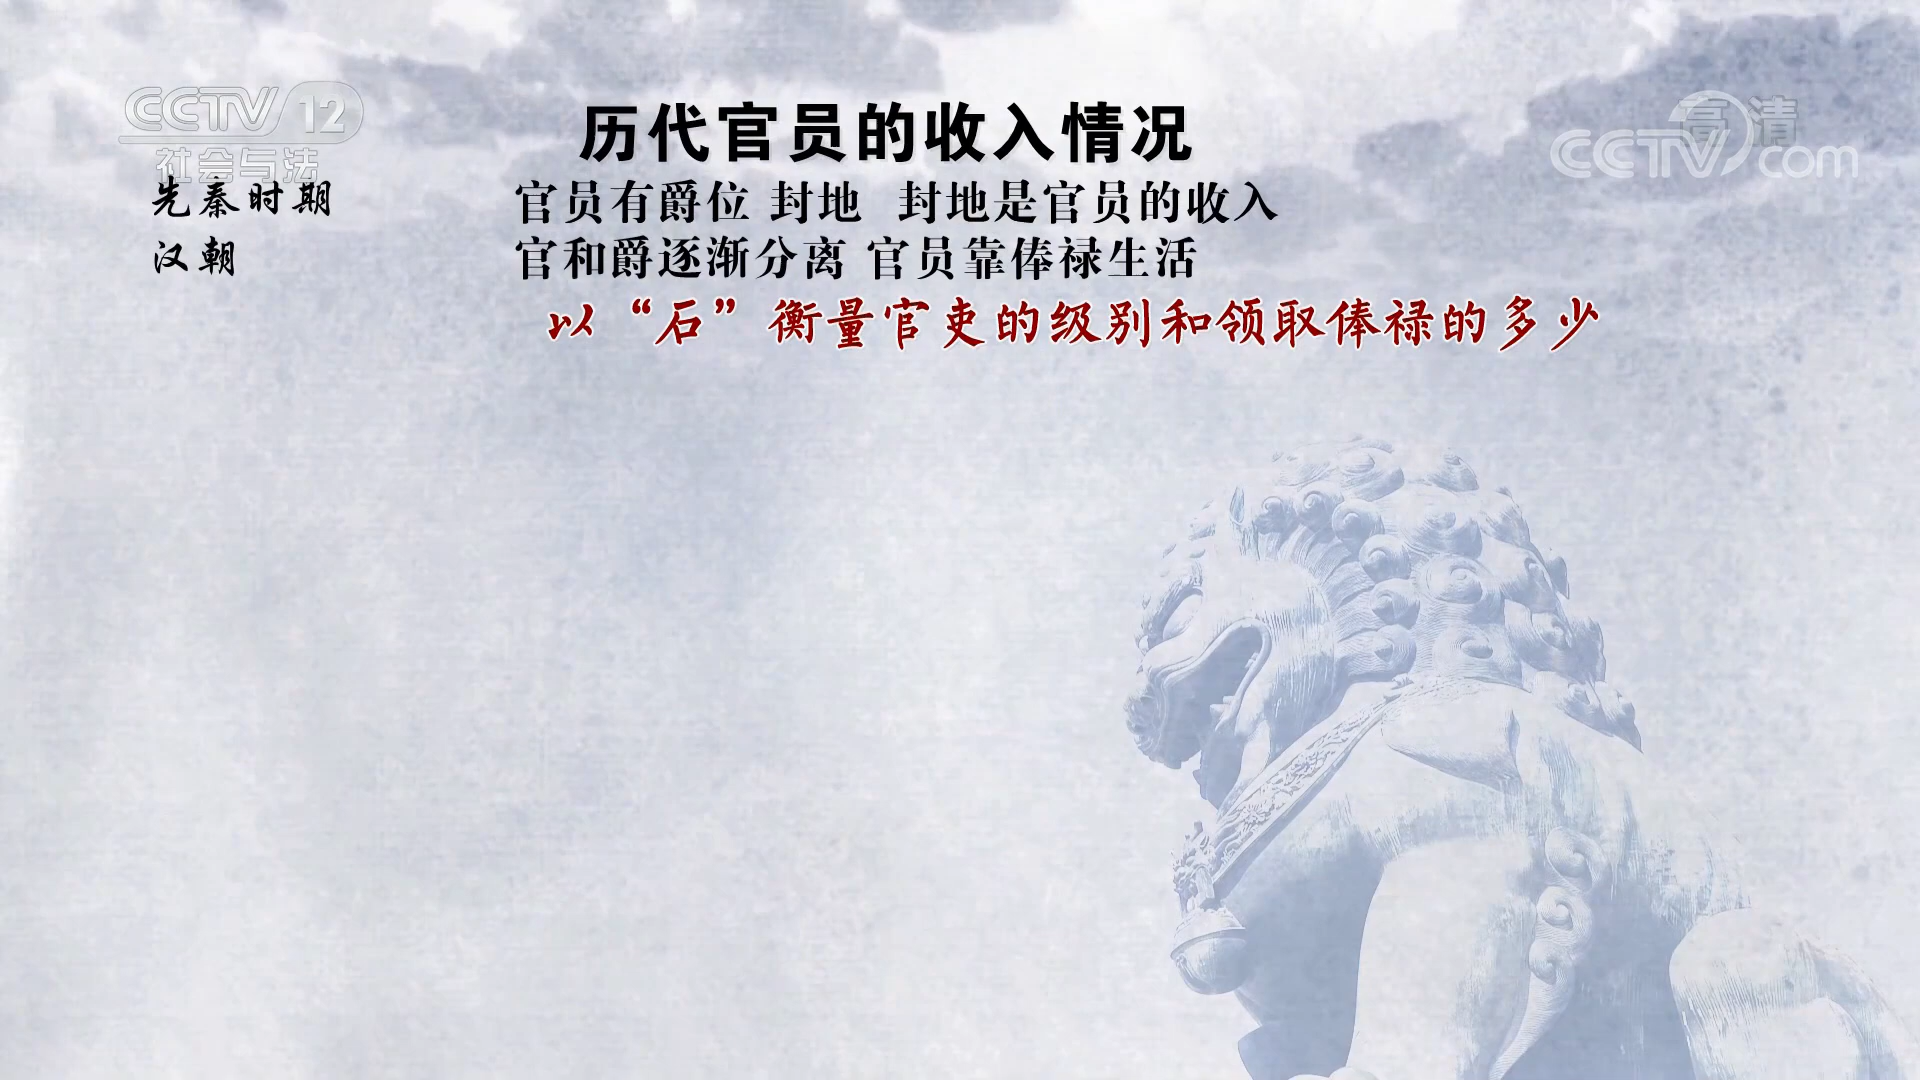 CCTV 12
社会与法
高清
CCTV.com
历代官员的收入情况
先秦时期 官员有爵位 封地 封地是官员的收入
汉朝 官和爵逐渐分离 官员靠俸禄生活
以“石”衡量官吏的级别和领取俸禄的多少